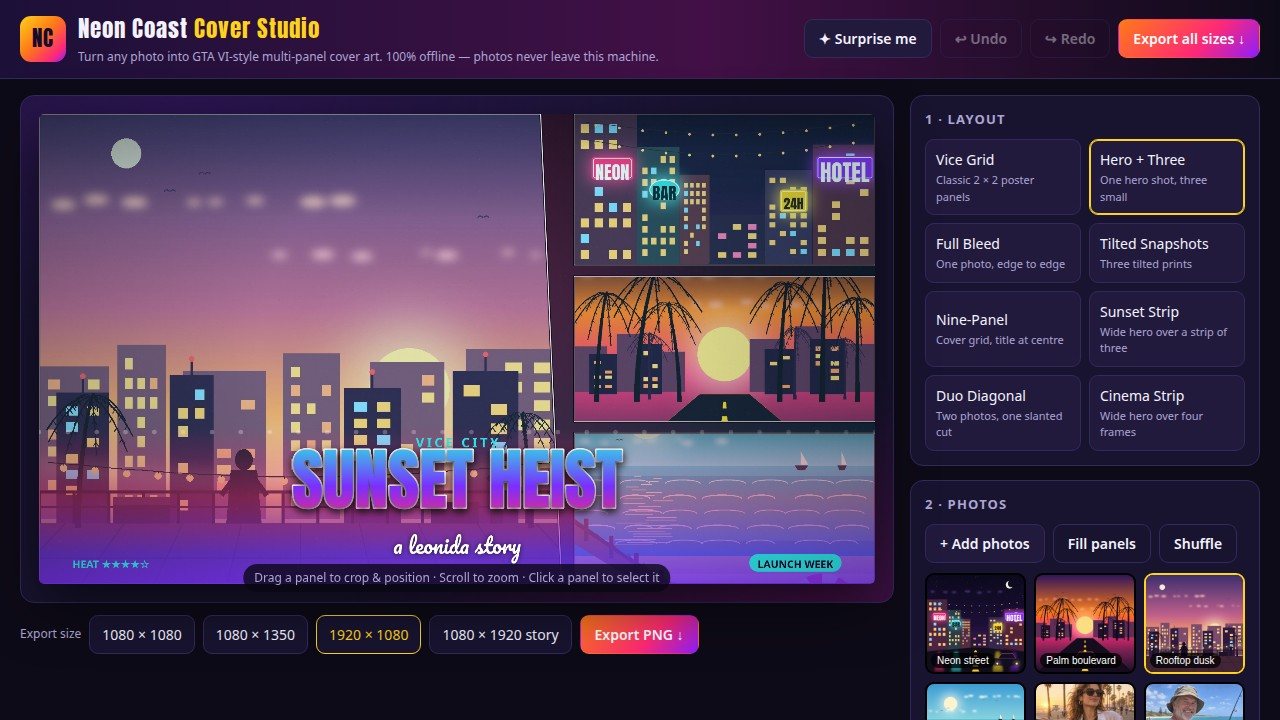 NC
Neon Coast Cover Studio
Turn any photo into GTA VI-style multi-panel cover art. 100% offline — photos never leave this machine.
✦ Surprise me
↩ Undo
↪ Redo
Export all sizes ↓
NEON
BAR
24H
HOTEL
VICE CITY
SUNSET HEIST
a leonida story
HEAT ★★★★☆
LAUNCH WEEK
Drag a panel to crop & position · Scroll to zoom · Click a panel to select it
Export size
1080 × 1080
1080 × 1350
1920 × 1080
1080 × 1920 story
Export PNG ↓
1 · LAYOUT
Vice Grid
Classic 2 × 2 poster
panels
Hero + Three
One hero shot, three
small
Full Bleed
One photo, edge to edge
Tilted Snapshots
Three tilted prints
Nine-Panel
Cover grid, title at centre
Sunset Strip
Wide hero over a strip of
three
Duo Diagonal
Two photos, one slanted
cut
Cinema Strip
Wide hero over four
frames
2 · PHOTOS
+ Add photos
Fill panels
Shuffle
NEON
HOTEL
Neon street
Palm boulevard
Rooftop dusk